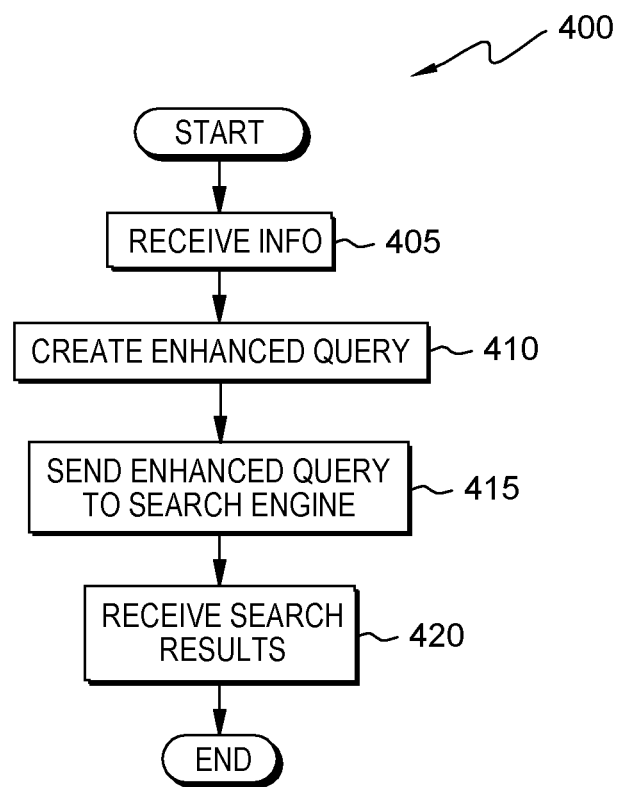 400
START
RECEIVE INFO
405
CREATE ENHANCED QUERY
410
SEND ENHANCED QUERY
TO SEARCH ENGINE
415
RECEIVE SEARCH
RESULTS
420
END